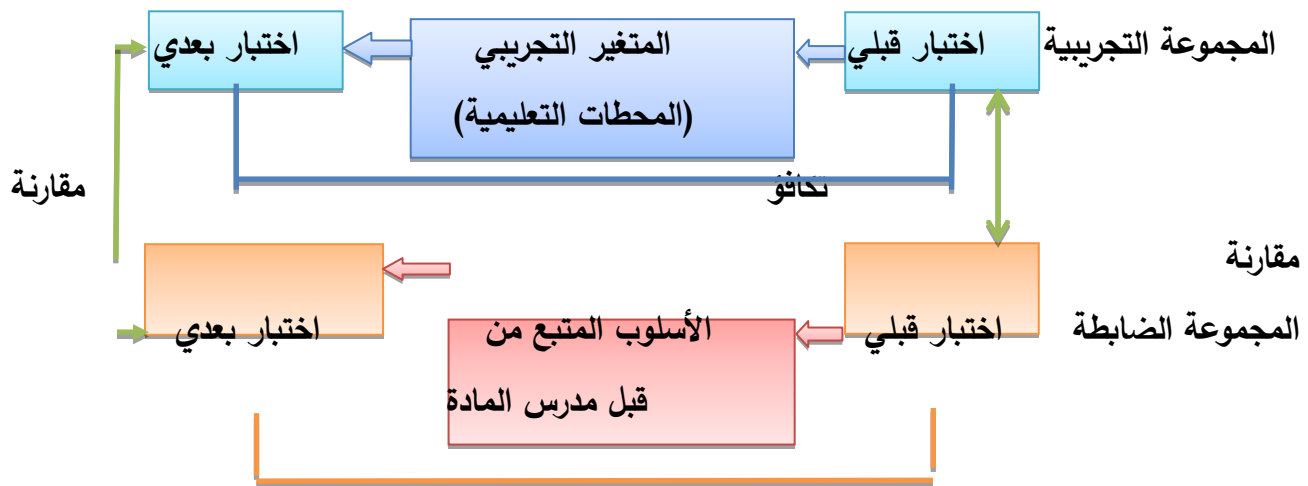 المجموعة التجريبية
اختبار قبلي
المتغير التجريبي
(المحطات التعليمية)
اختبار بعدي
تكافؤ
مقارنة
مقارنة
المجموعة الضابطة
اختبار قبلي
الأسلوب المتبع من
قبل مدرس المادة
اختبار بعدي